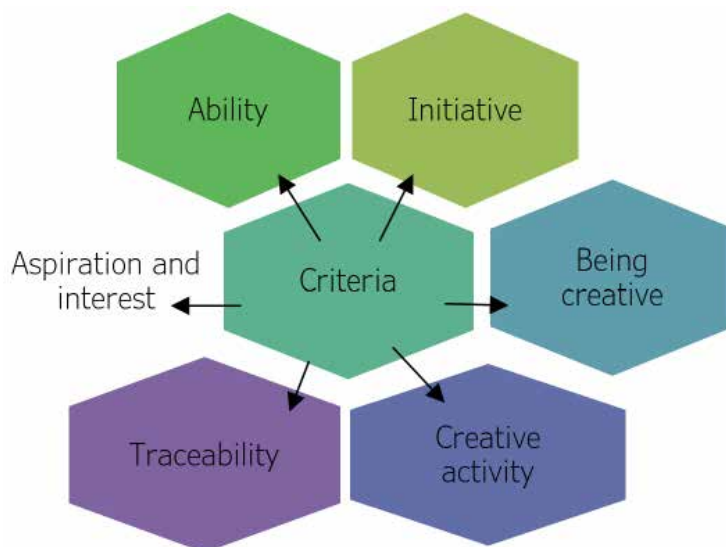 Ability
Initiative
Aspiration and
interest
Criteria
Being
creative
Traceability
Creative
activity